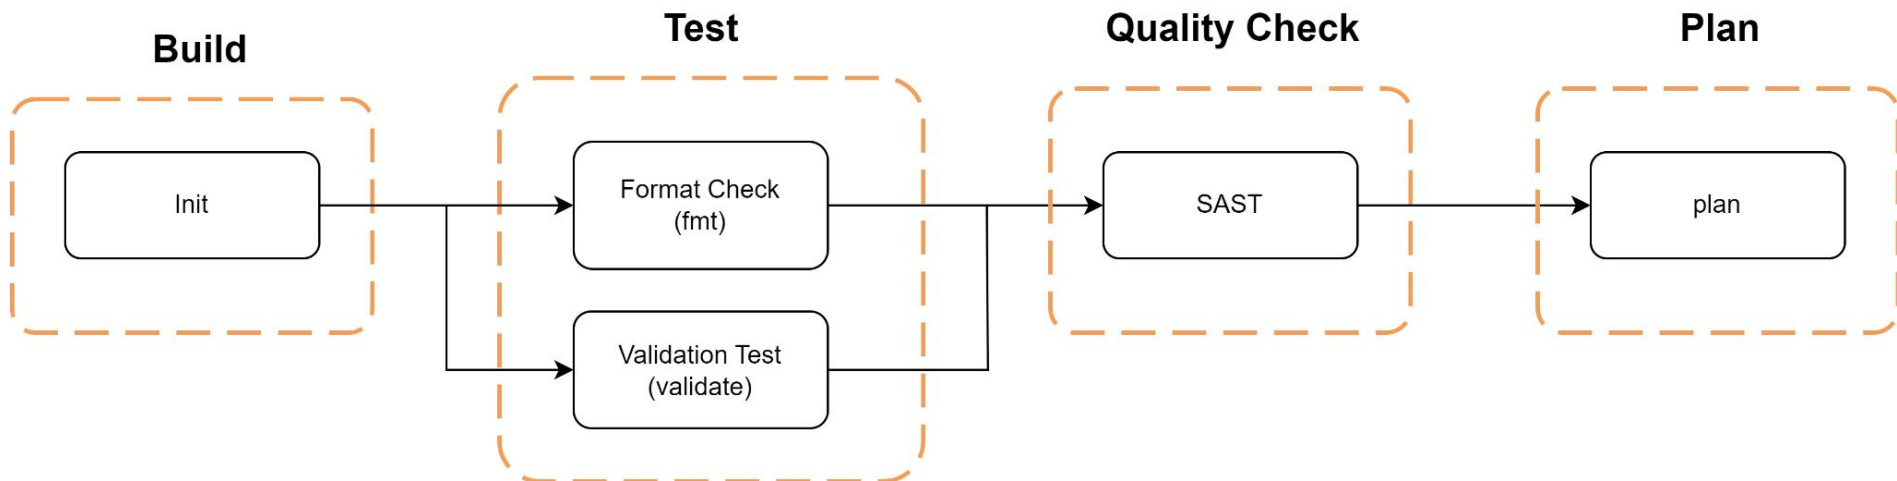 Build
Test
Quality Check
Plan
Init
Format Check
(fmt)
Validation Test
(validate)
SAST
plan